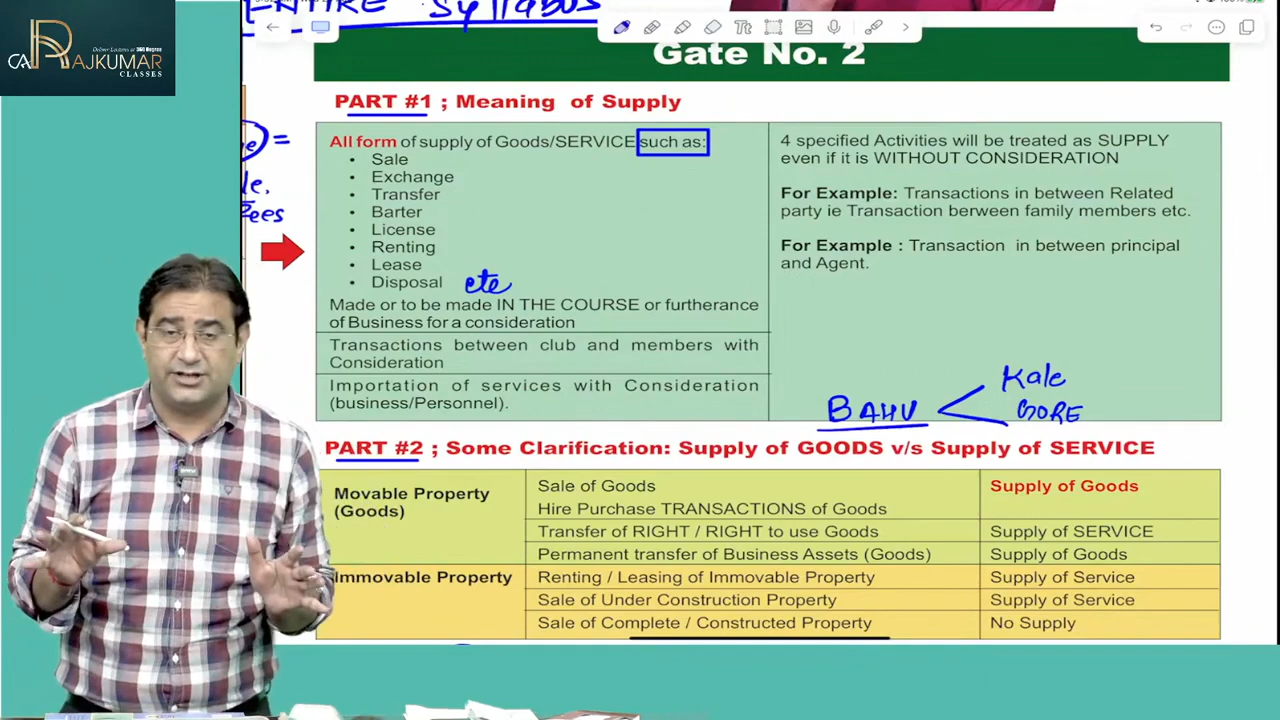 ENTIRE Syllabus
Deliver Lectures at 360 Degree
CA RAJKUMAR
CLASSES
Gate No. 2
PART #1 ; Meaning of Supply
All form of supply of Goods/SERVICE such as:
• Sale
• Exchange
• Transfer
• Barter
• License
• Renting
• Lease
• Disposal etc
Made or to be made IN THE COURSE or furtherance
of Business for a consideration
Transactions between club and members with
Consideration
Importation of services with Consideration
(business/Personnel).
4 specified Activities will be treated as SUPPLY
even if it is WITHOUT CONSIDERATION
For Example: Transactions in between Related
party ie Transaction berween family members etc.
For Example : Transaction in between principal
and Agent.
BAHU
Kale
GORE
=
Fees
PART #2 ; Some Clarification: Supply of GOODS v/s Supply of SERVICE
Movable Property
(Goods)
Sale of Goods
Supply of Goods
Hire Purchase TRANSACTIONS of Goods
Transfer of RIGHT / RIGHT to use Goods
Supply of SERVICE
Permanent transfer of Business Assets (Goods)
Supply of Goods
Immovable Property
Renting / Leasing of Immovable Property
Supply of Service
Sale of Under Construction Property
Supply of Service
Sale of Complete / Constructed Property
No Supply